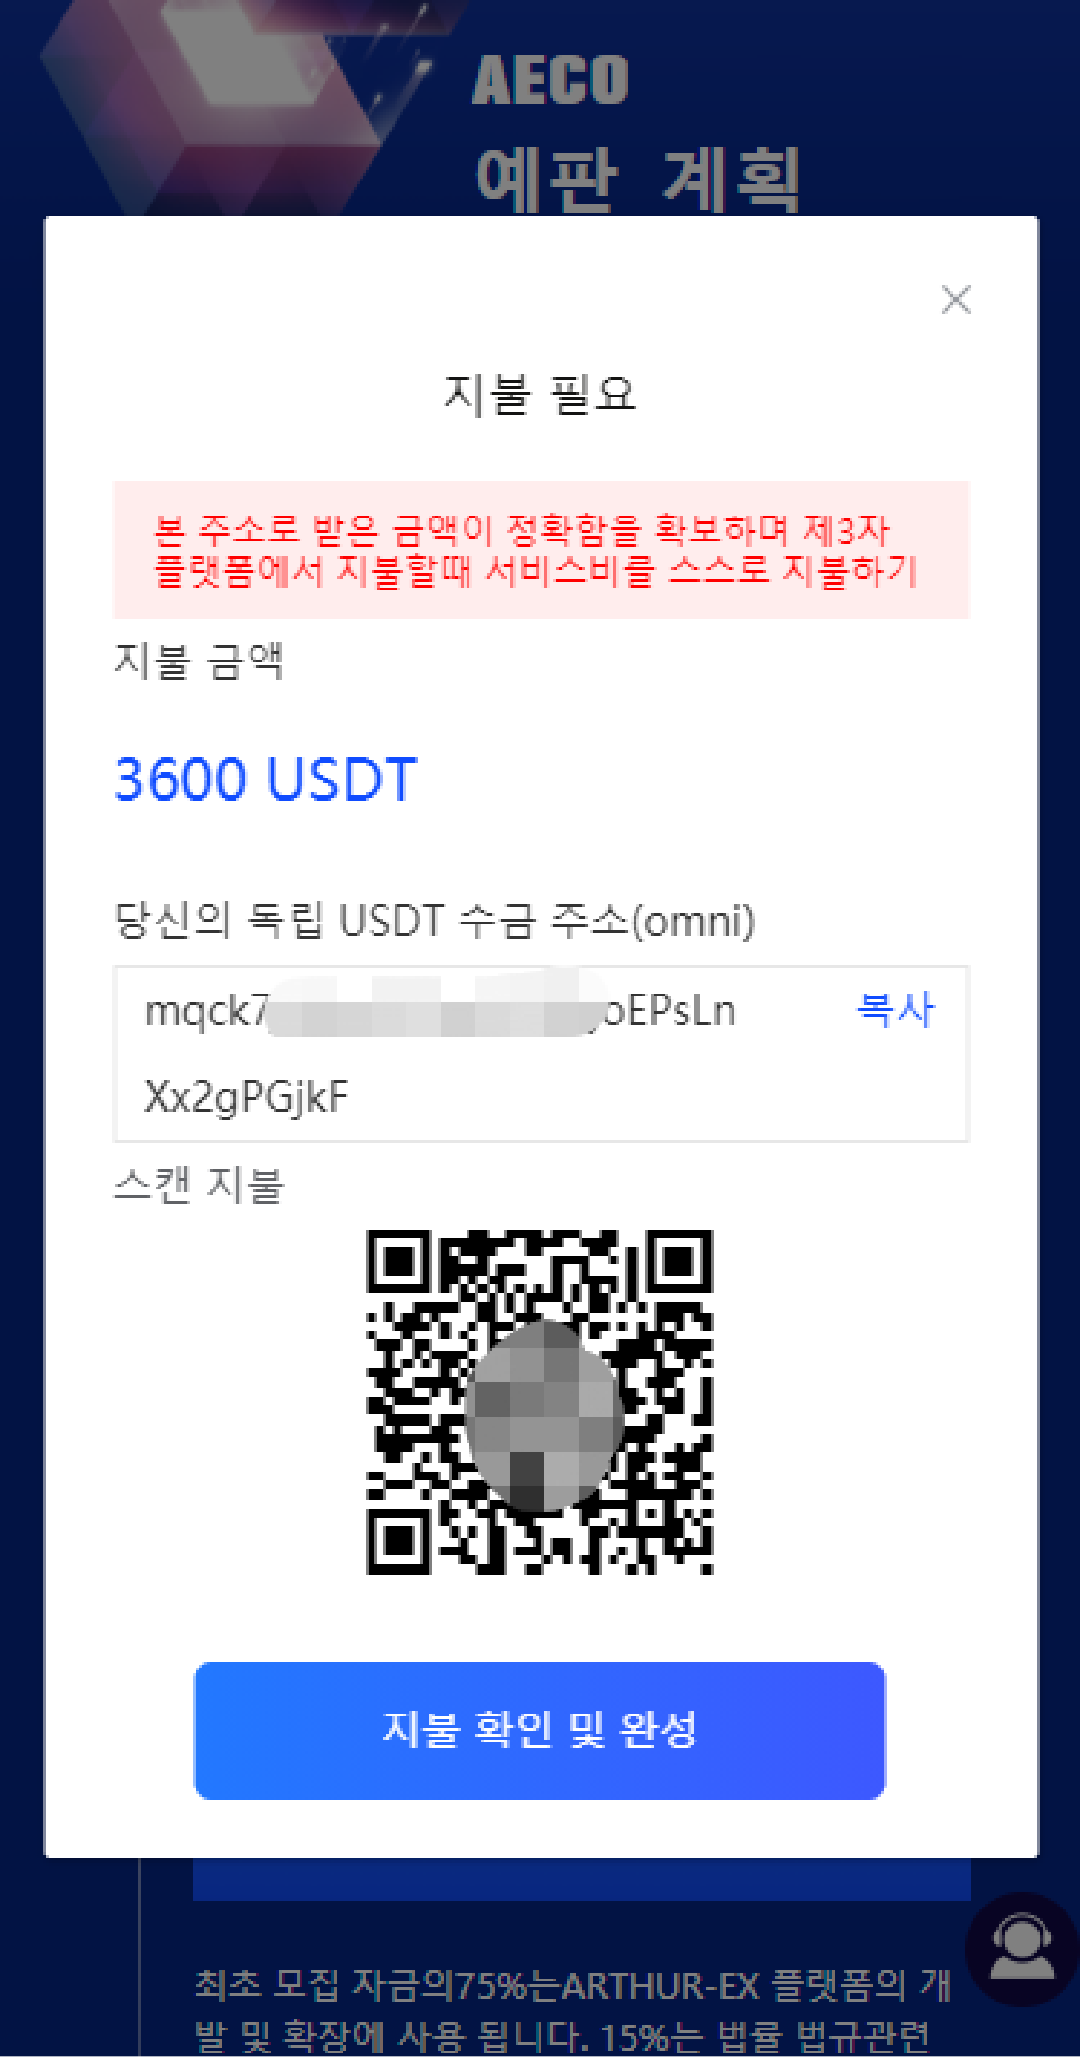 AECO
예판 계획
지불 필요
본 주소로 받은 금액이 정확함을 확보하며 제3자
플랫폼에서 지불할때 서비스비를 스스로 지불하기
지불 금액
3600 USDT
당신의 독립 USDT 수금 주소(omni)
mqck7 oEPsLn
복사
Xx2gPGjkF
스캔 지불
지불 확인 및 완성
최초 모집 자금의75%는ARTHUR-EX 플랫폼의 개
발 및 확장에 사용 됩니다. 15%는 법률 법규관련